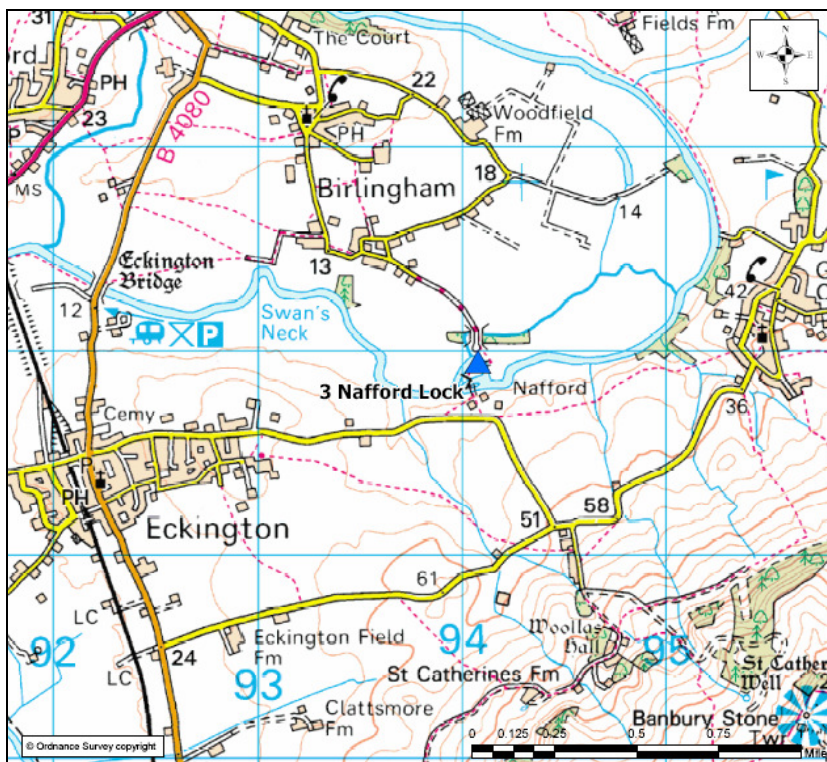 31
The Court
Fields Fm
N
W E
S
ord
PH
22
23
B 4080
Woodfield
Fm
PH
MS
Birlingham
18
14
13
Eckington
Bridge
12
Swan's
Neck
P
42
3 Nafford Lock
Nafford
36
Cemy
P
PH
Eckington
51
58
61
LC
92
24
LC
Eckington Field
Fm
93
94
Woollas
Hall
95
St Catherines Fm
St Cather
Well
Clattsmore
Fm
Banbury Stone
Twr
© Ordnance Survey copyright
0 0.125 0.25 0.5 0.75
Mile